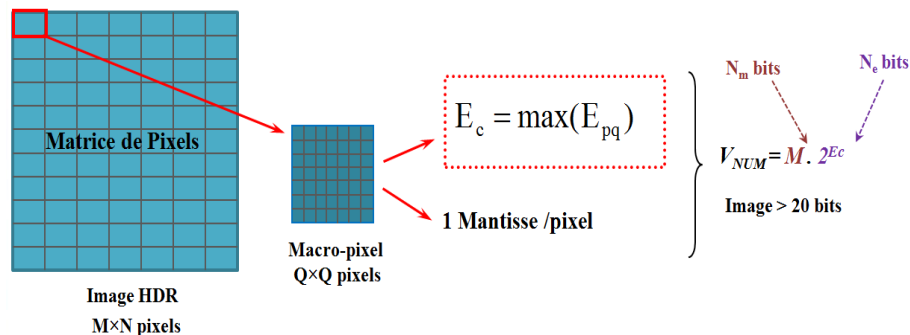 Matrice de Pixels
Image HDR
M×N pixels
Macro-pixel
Q×Q pixels
E_c = max(E_pq)
1 Mantisse /pixel
N_m bits
N_e bits
V_NUM = M . 2^Ec
Image > 20 bits